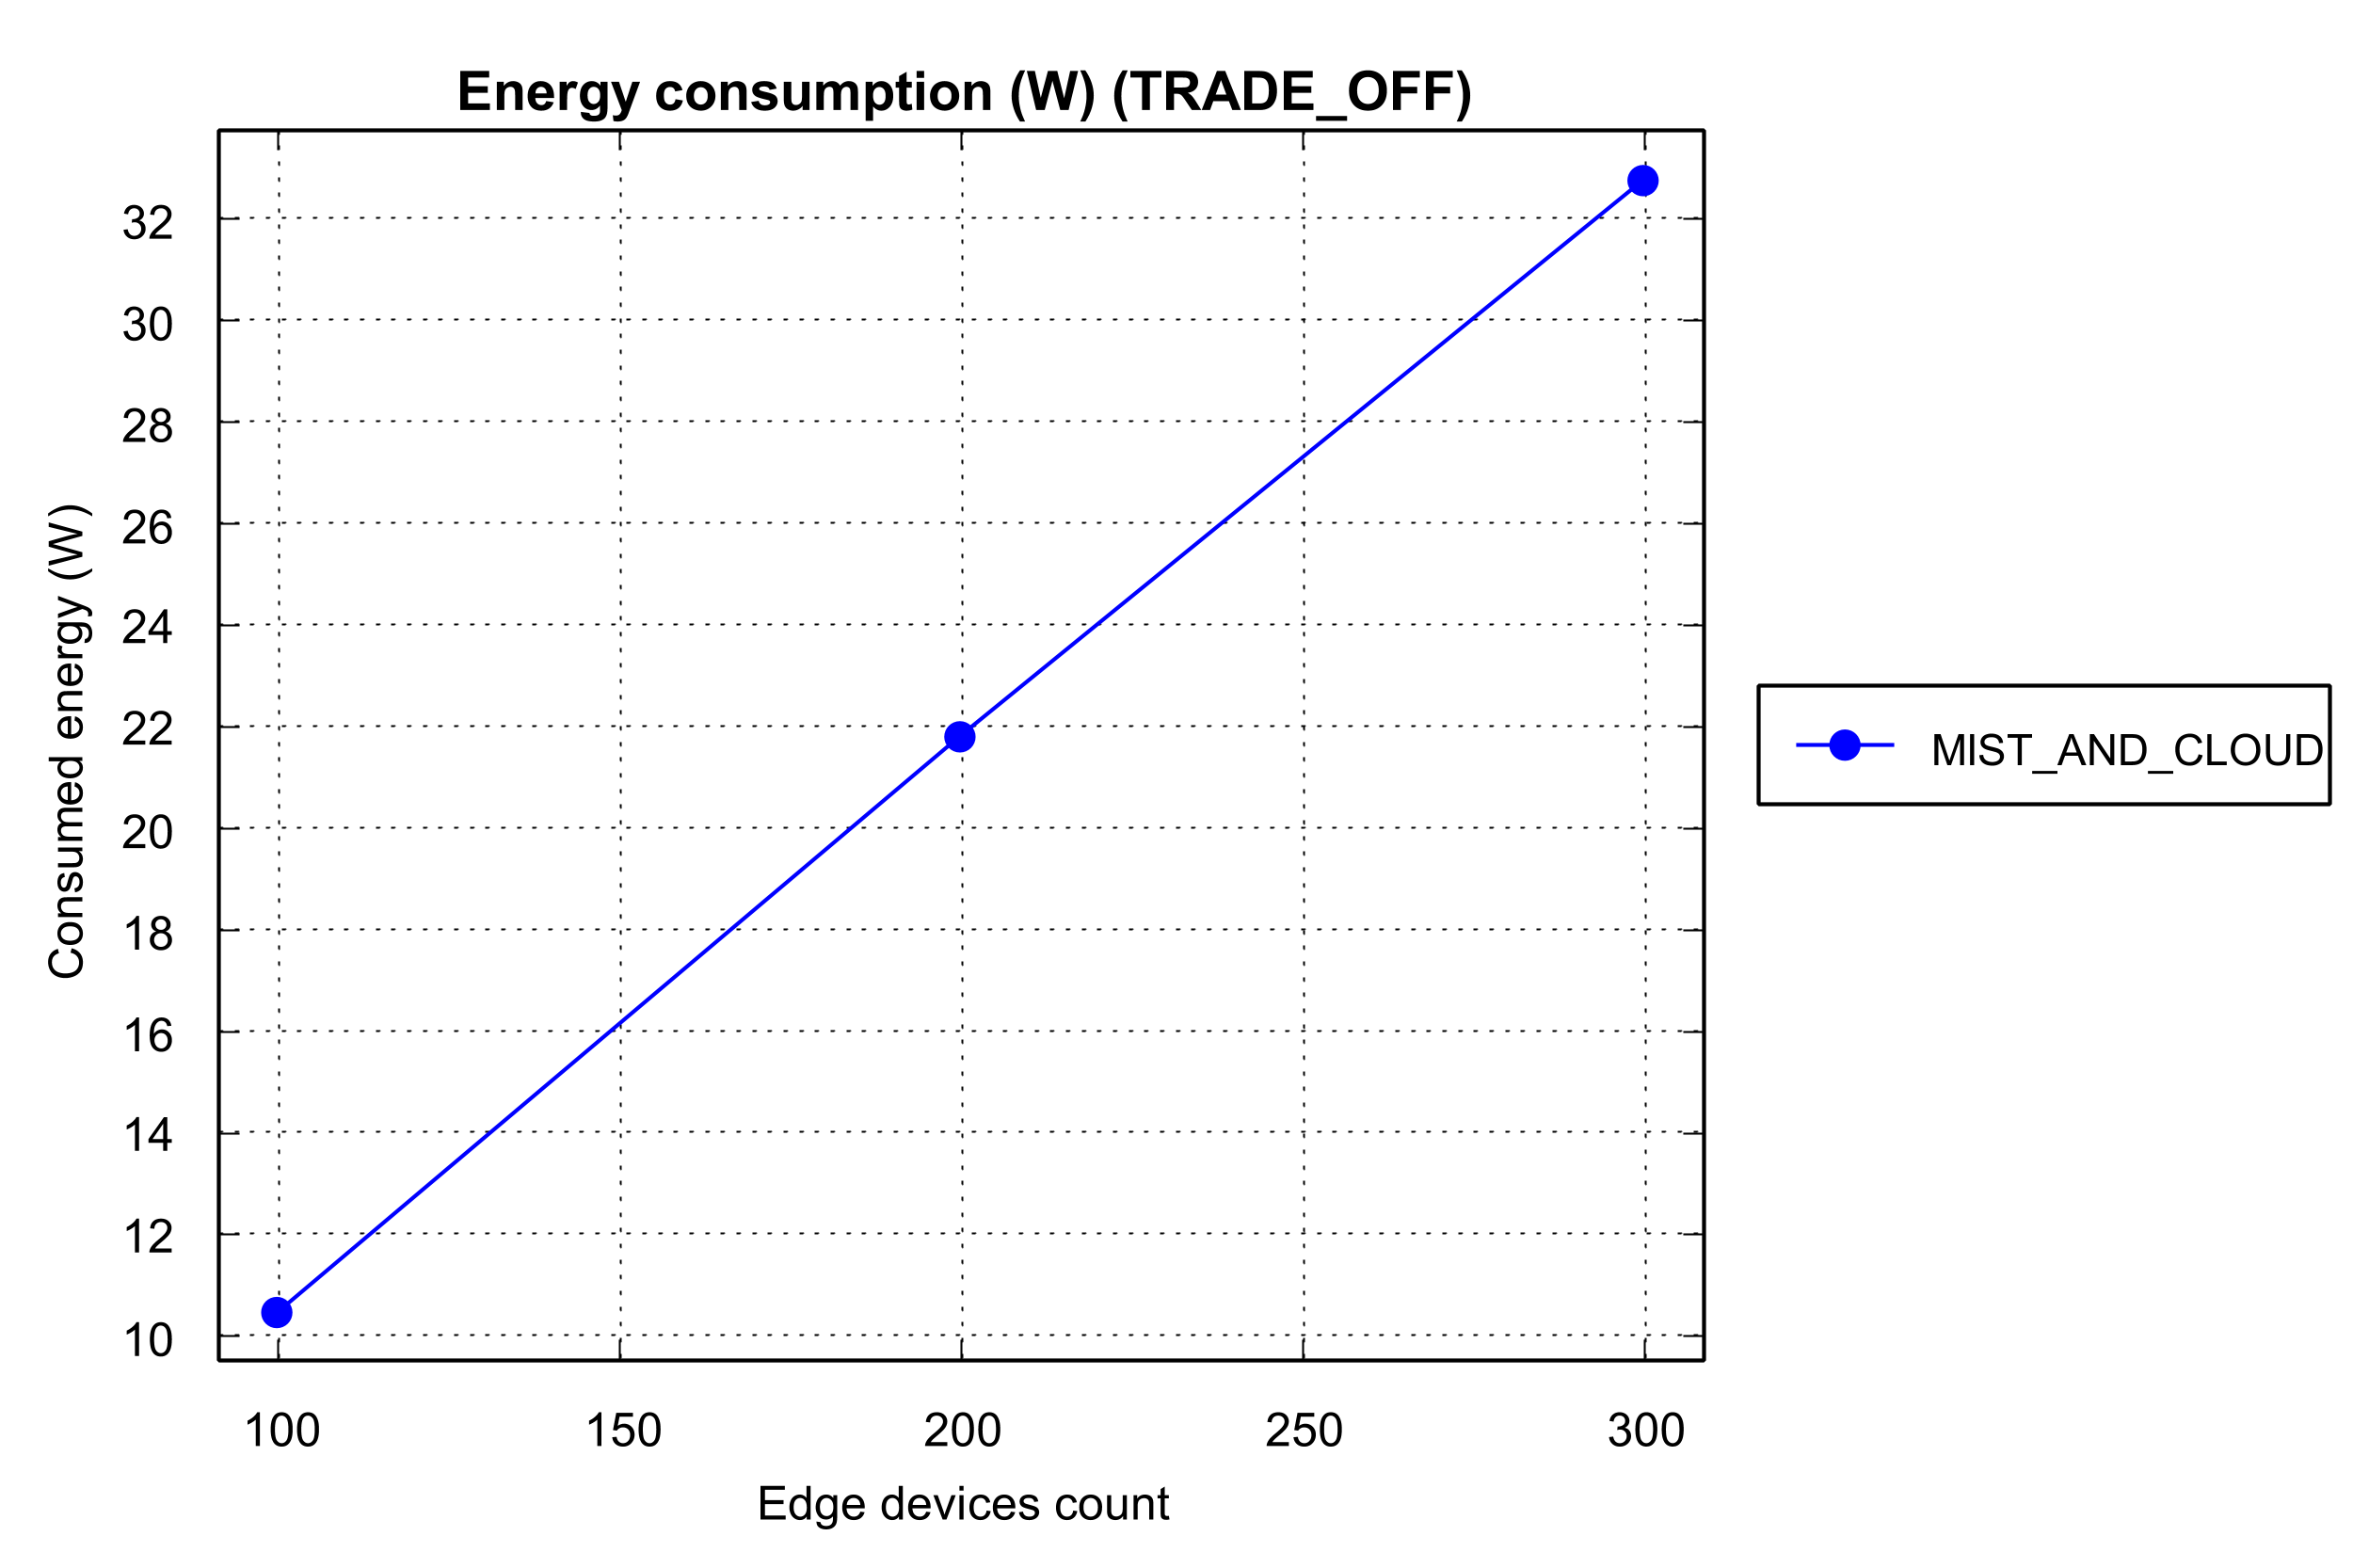 Energy consumption (W) (TRADE_OFF)
32
30
28
26
24
22
20
18
16
14
12
10
Consumed energy (W)
100 150 200 250 300
Edge devices count
MIST_AND_CLOUD